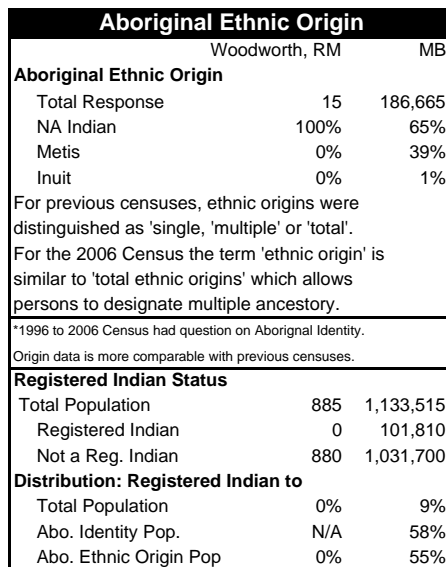 Aboriginal Ethnic Origin
Woodworth, RM MB
Aboriginal Ethnic Origin
Total Response 15 186,665
NA Indian 100% 65%
Metis 0% 39%
Inuit 0% 1%
For previous censuses, ethnic origins were
distinguished as 'single, 'multiple' or 'total'.
For the 2006 Census the term 'ethnic origin' is
similar to 'total ethnic origins' which allows
persons to designate multiple ancestory.
*1996 to 2006 Census had question on Aborignal Identity.
Origin data is more comparable with previous censuses.
Registered Indian Status
Total Population 885 1,133,515
Registered Indian 0 101,810
Not a Reg. Indian 880 1,031,700
Distribution: Registered Indian to
Total Population 0% 9%
Abo. Identity Pop. N/A 58%
Abo. Ethnic Origin Pop 0% 55%